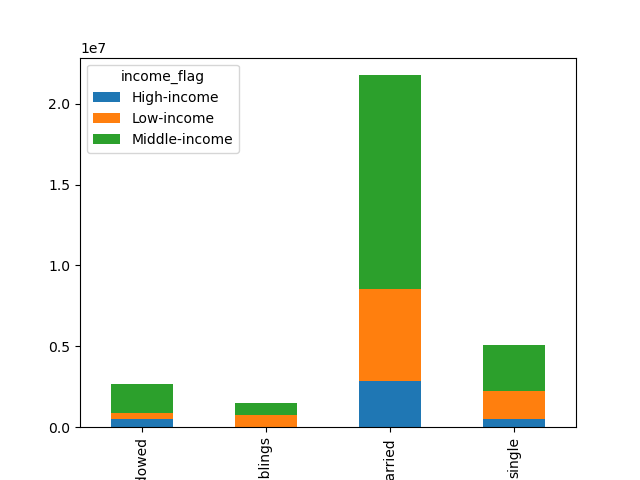 1e7
income_flag
High-income
Low-income
Middle-income
2.0
1.5
1.0
0.5
0.0
dowed
blings
arried
single